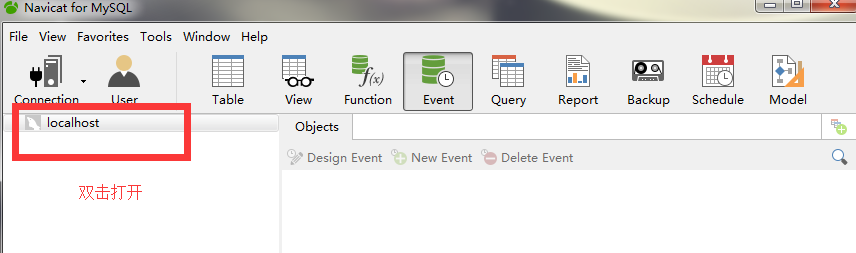 Navicat for MySQL
File View Favorites Tools Window Help
Connection User Table View Function Event Query Report Backup Schedule Model
f(x)
localhost
Objects
Design Event New Event Delete Event
双击打开